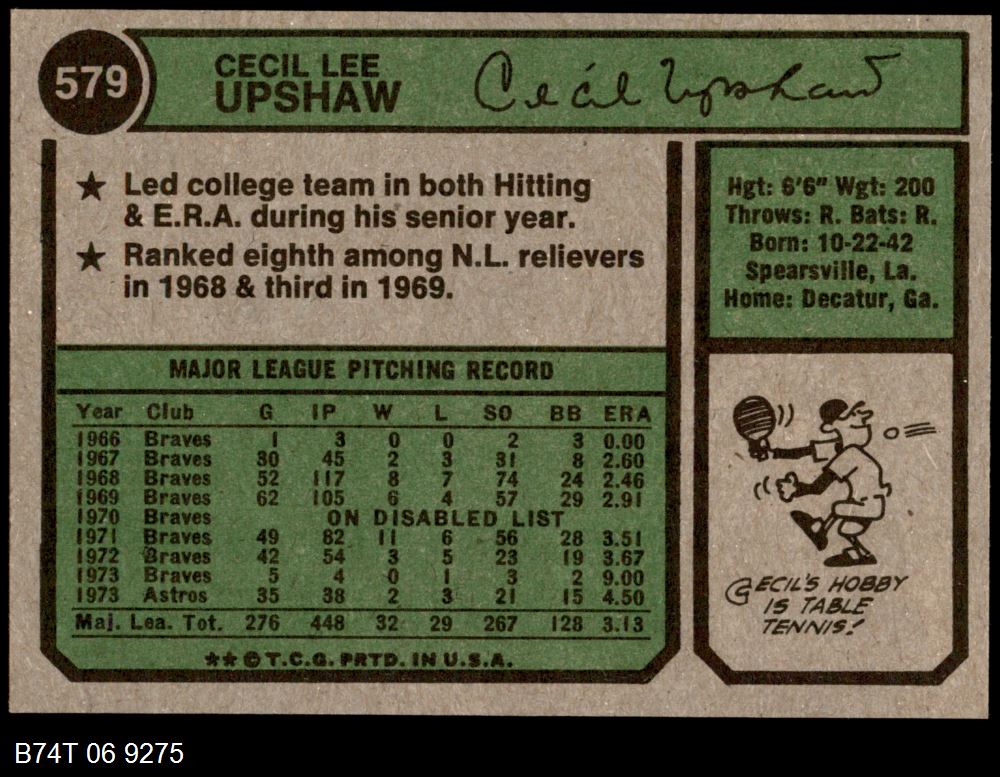 579
CECIL LEE
UPSHAW
Cecil Upshaw
★ Led college team in both Hitting
& E.R.A. during his senior year.
★ Ranked eighth among N.L. relievers
in 1968 & third in 1969.
Hgt: 6'6" Wgt: 200
Throws: R. Bats: R.
Born: 10-22-42
Spearsville, La.
Home: Decatur, Ga.
MAJOR LEAGUE PITCHING RECORD
Year Club G IP W L SO BB ERA
1966 Braves 1 3 0 0 2 3 0.00
1967 Braves 30 45 2 3 31 8 2.60
1968 Braves 52 117 8 7 74 24 2.46
1969 Braves 62 105 6 4 57 29 2.91
1970 Braves ON DISABLED LIST
1971 Braves 49 82 11 6 56 28 3.51
1972 Braves 42 54 3 5 23 19 3.67
1973 Braves 5 4 0 1 3 2 9.00
1973 Astros 35 38 2 3 21 15 4.50
Maj. Lea. Tot. 276 448 32 29 267 128 3.13
★★ © T.C.G. PRTD. IN U.S.A.
CECIL'S HOBBY
IS TABLE
TENNIS!
B74T 06 9275